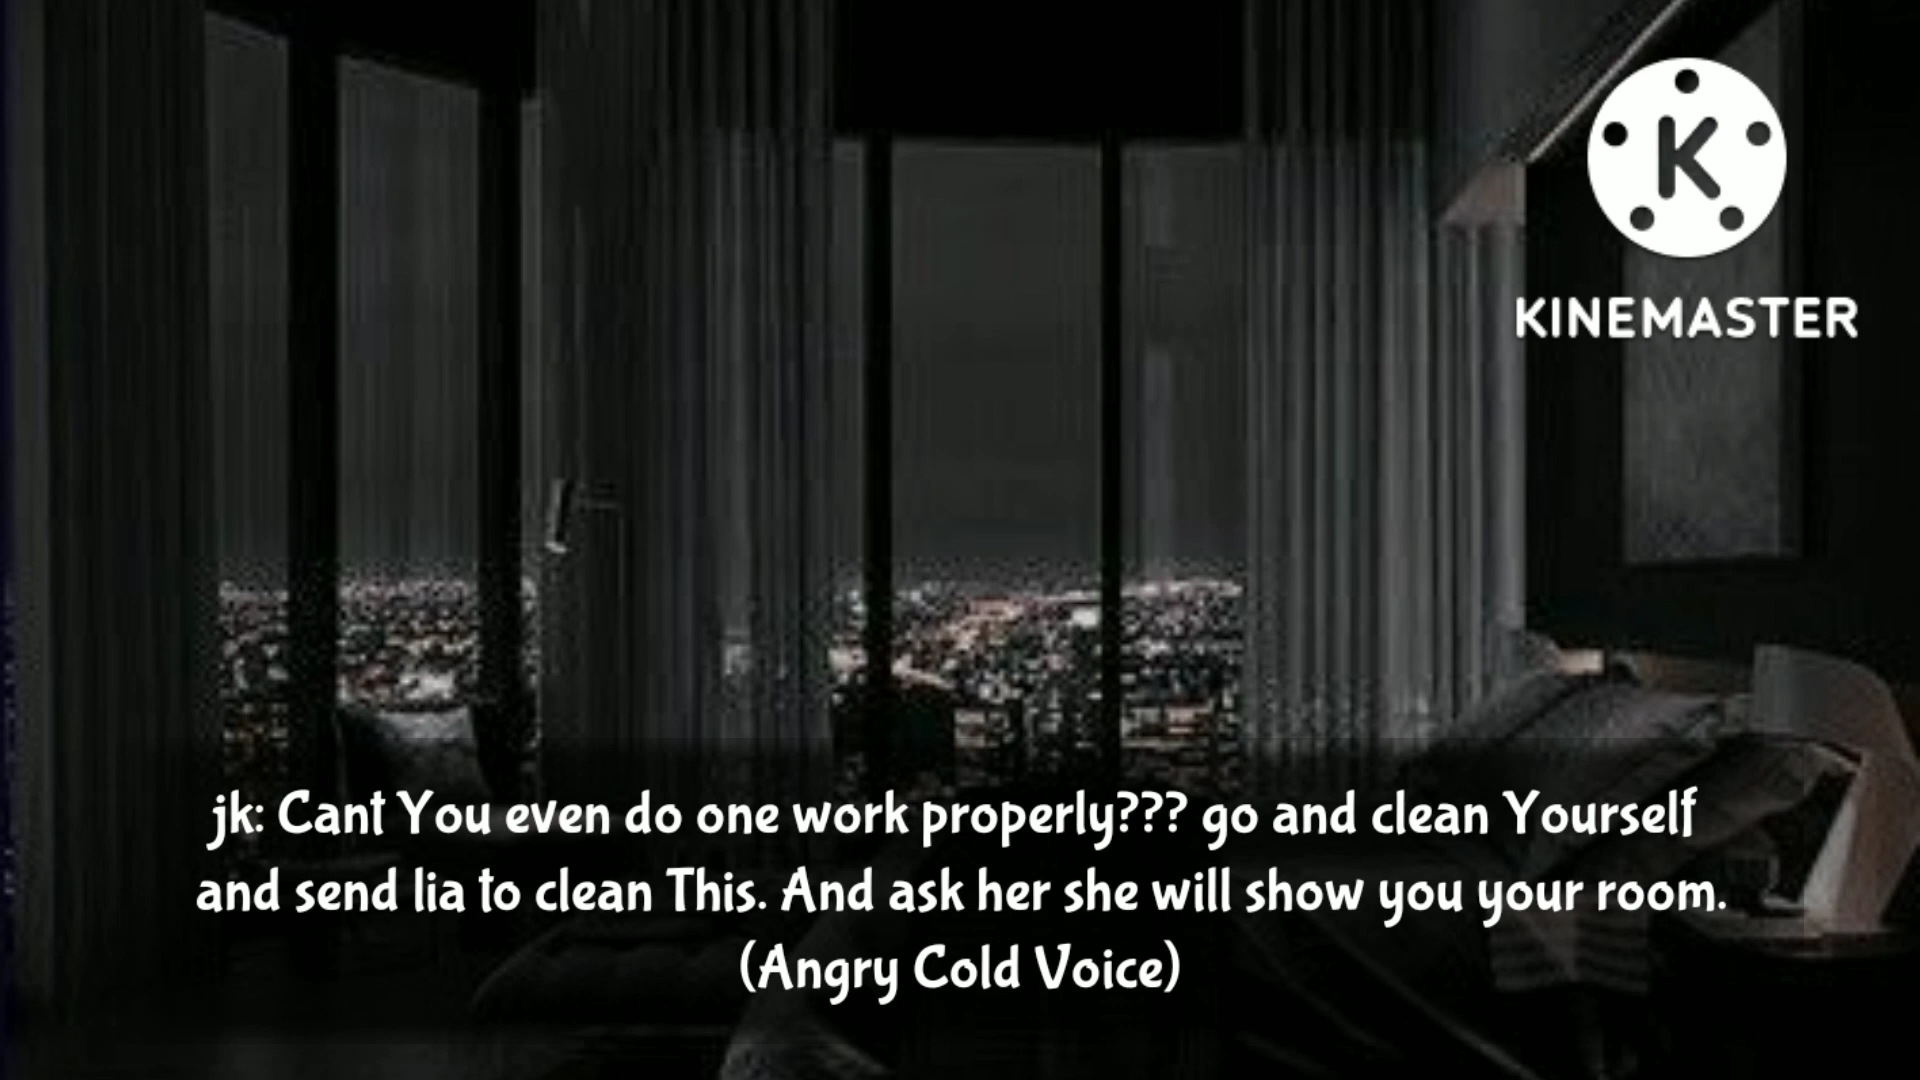 K
KINEMASTER
jk: Cant You even do one work properly??? go and clean Yourself
and send lia to clean This. And ask her she will show you your room.
(Angry Cold Voice)